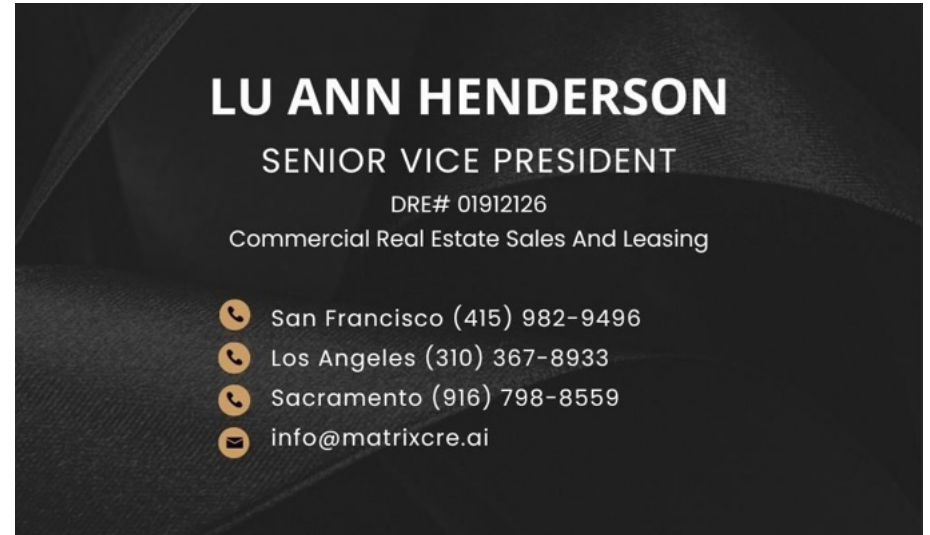 LU ANN HENDERSON
SENIOR VICE PRESIDENT
DRE# 01912126
Commercial Real Estate Sales And Leasing
San Francisco (415) 982-9496
Los Angeles (310) 367-8933
Sacramento (916) 798-8559
info@matrixcre.ai